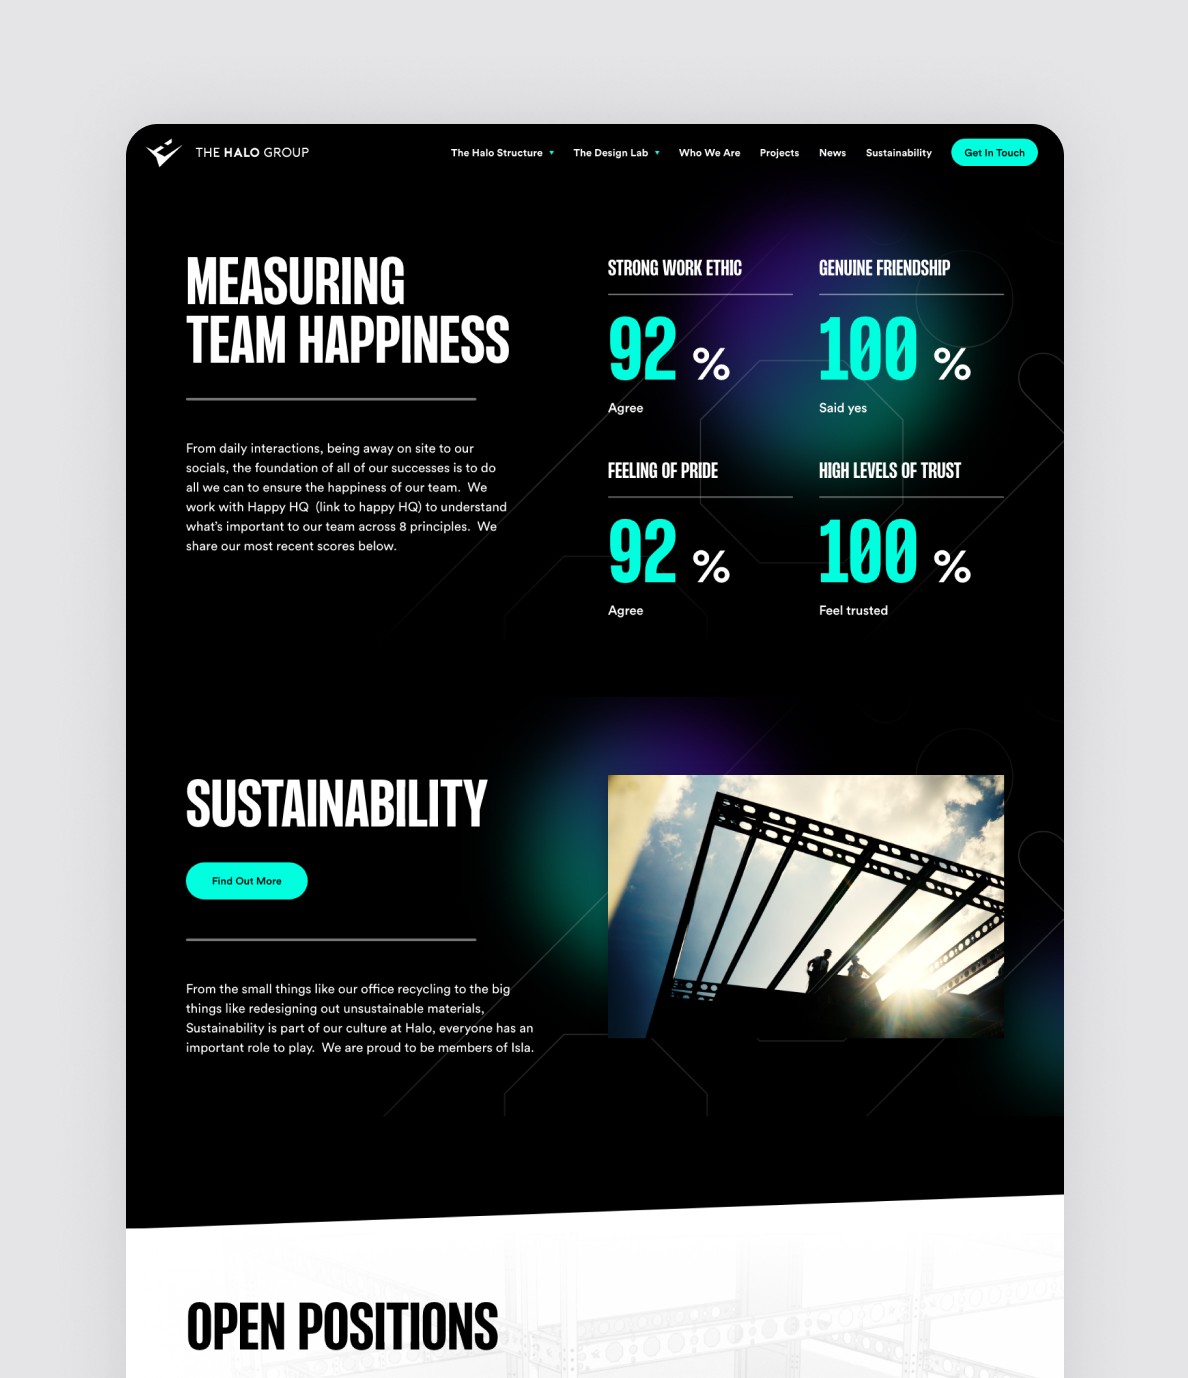 THE HALO GROUP
The Halo Structure
The Design Lab
Who We Are
Projects
News
Sustainability
Get In Touch
MEASURING
TEAM HAPPINESS
From daily interactions, being away on site to our
socials, the foundation of all of our successes is to do
all we can to ensure the happiness of our team.  We
work with Happy HQ  (link to happy HQ) to understand
what's important to our team across 8 principles.  We
share our most recent scores below.
STRONG WORK ETHIC
92 %
Agree
GENUINE FRIENDSHIP
100 %
Said yes
FEELING OF PRIDE
92 %
Agree
HIGH LEVELS OF TRUST
100 %
Feel trusted
SUSTAINABILITY
Find Out More
From the small things like our office recycling to the big
things like redesigning out unsustainable materials,
Sustainability is part of our culture at Halo, everyone has an
important role to play.  We are proud to be members of Isla.
OPEN POSITIONS